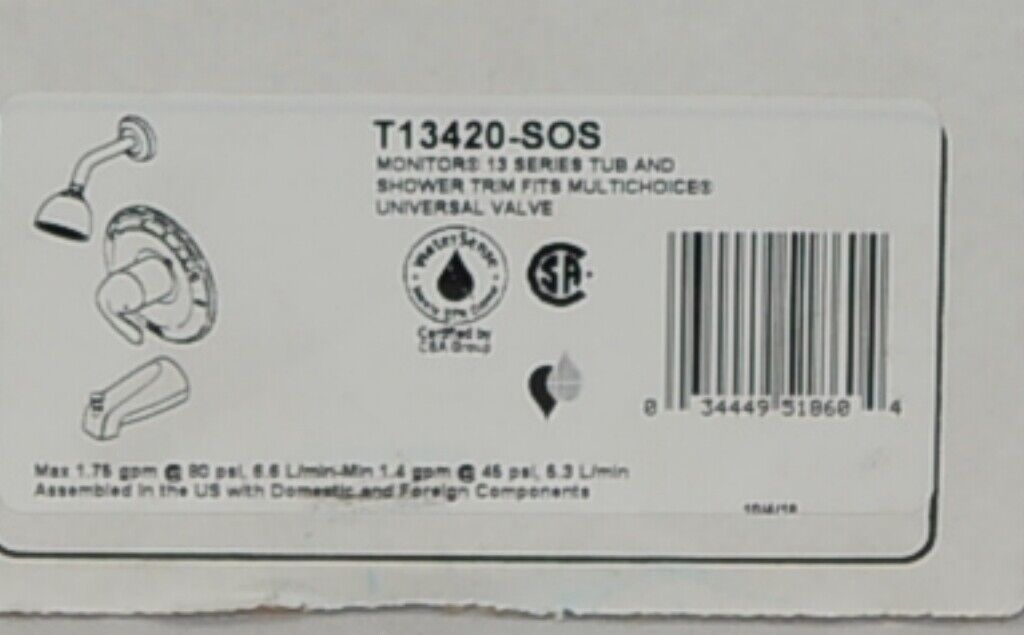 T13420-SOS
MONITOR® 13 SERIES TUB AND
SHOWER TRIM FITS MULTICHOICE®
UNIVERSAL VALVE
WaterSense
Certified by
CSA Group
CSA
0 34449 51860 4
Max 1.75 gpm @ 80 psi, 6.6 L/min-Min 1.4 gpm @ 45 psi, 5.3 L/min
Assembled in the US with Domestic and Foreign Components